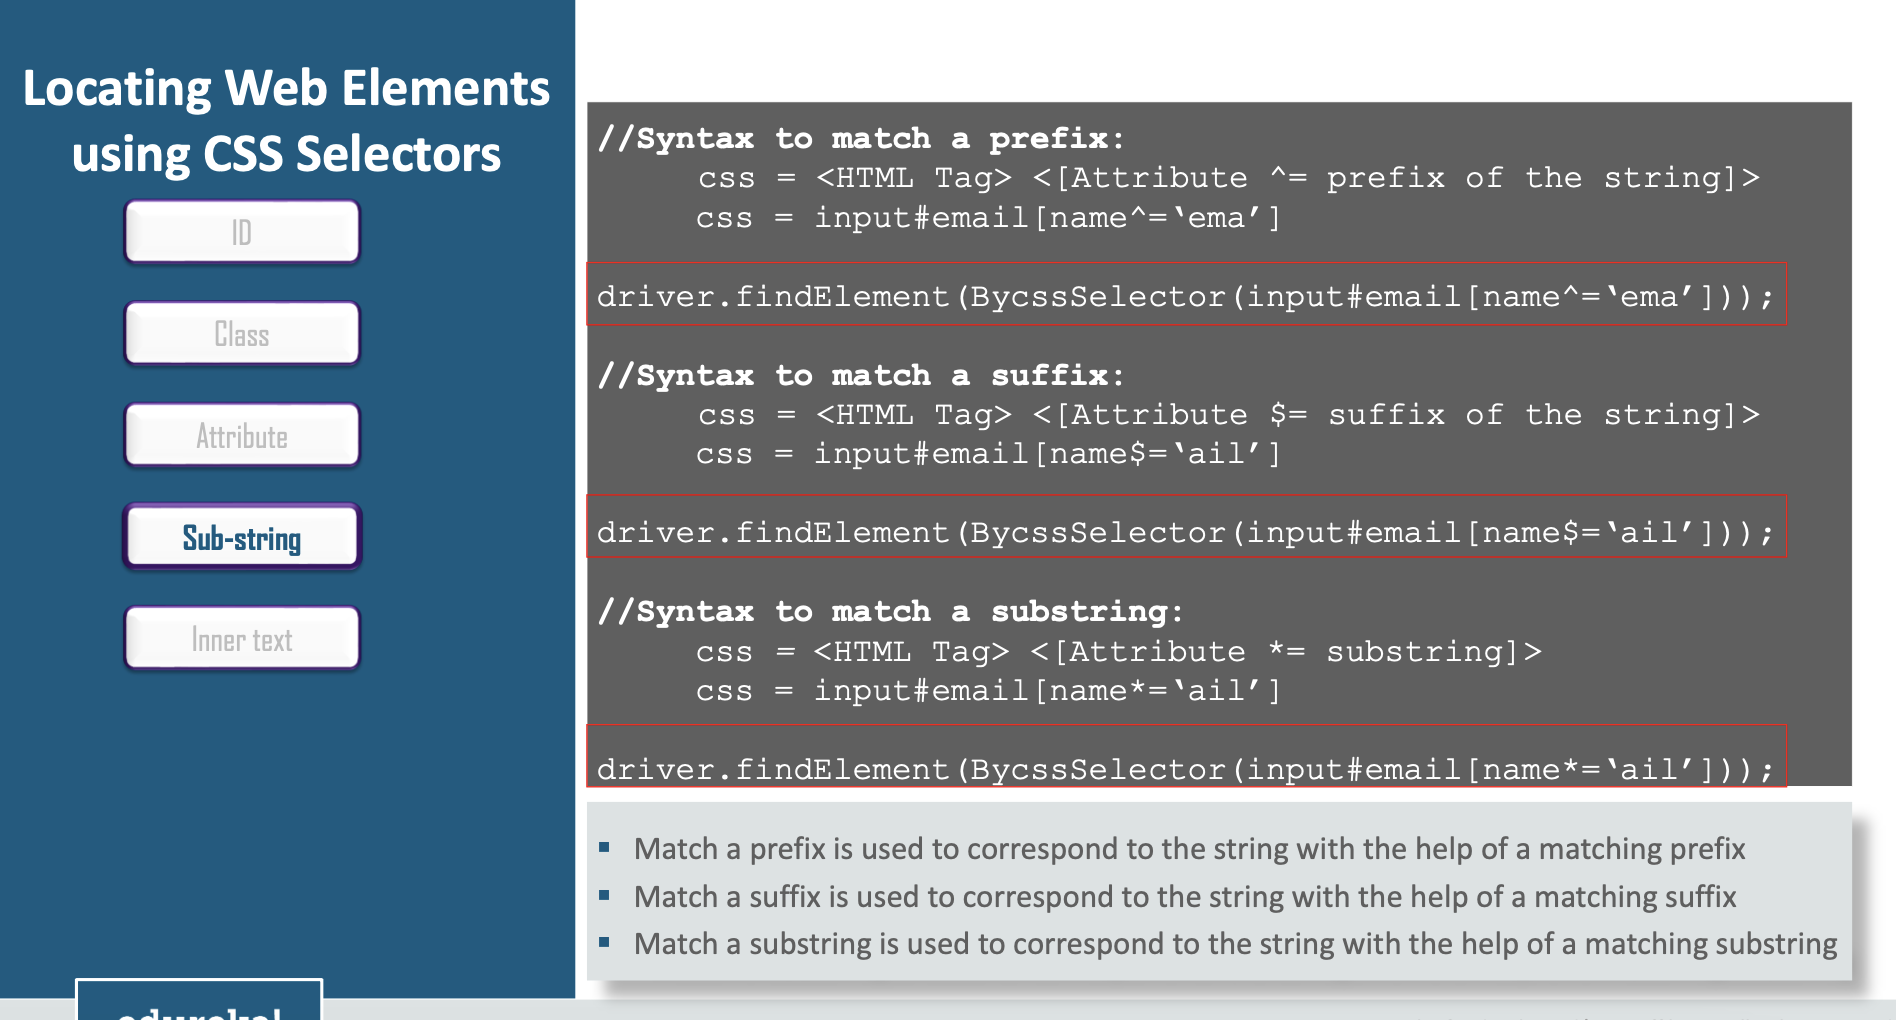 Locating Web Elements
using CSS Selectors
ID
Class
Attribute
Sub-string
Inner text
//Syntax to match a prefix:
css = <HTML Tag> <[Attribute ^= prefix of the string]>
css = input#email[name^=‘ema’]
driver.findElement(BycssSelector(input#email[name^=‘ema’]));
//Syntax to match a suffix:
css = <HTML Tag> <[Attribute $= suffix of the string]>
css = input#email[name$=‘ail’]
driver.findElement(BycssSelector(input#email[name$=‘ail’]));
//Syntax to match a substring:
css = <HTML Tag> <[Attribute *= substring]>
css = input#email[name*=‘ail’]
driver.findElement(BycssSelector(input#email[name*=‘ail’]));
▪ Match a prefix is used to correspond to the string with the help of a matching prefix
▪ Match a suffix is used to correspond to the string with the help of a matching suffix
▪ Match a substring is used to correspond to the string with the help of a matching substring
edureka!